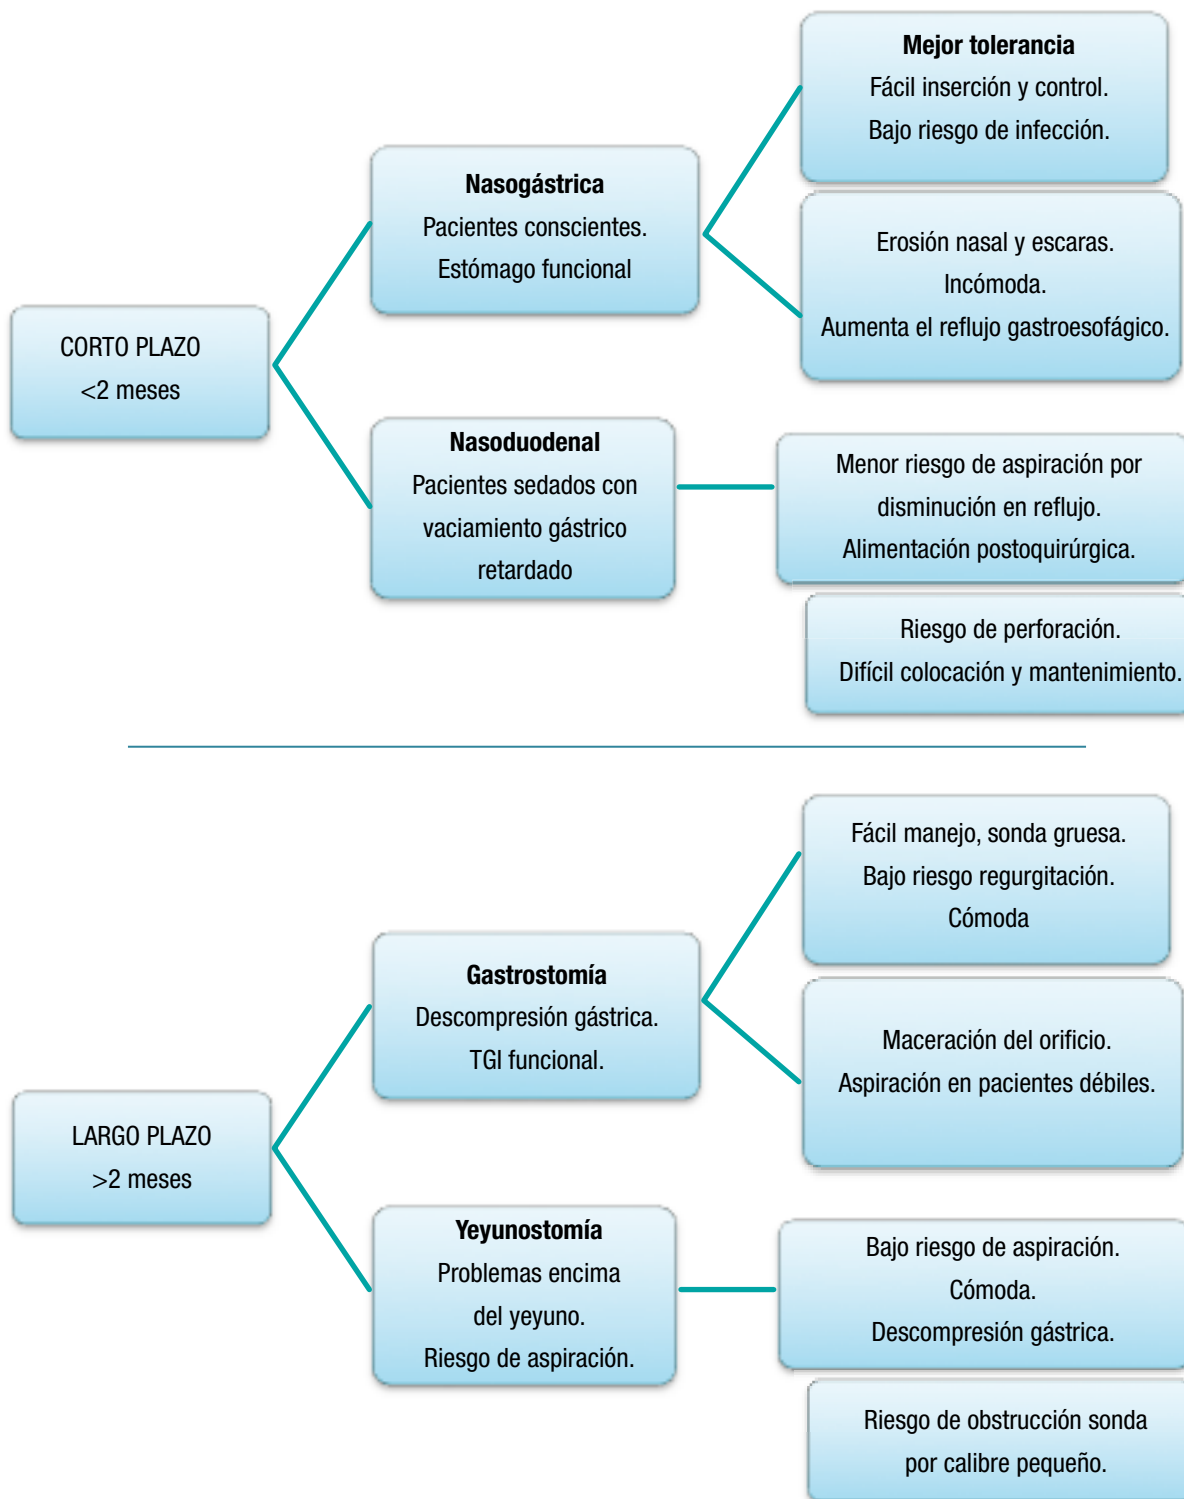 Mejor tolerancia
Fácil inserción y control.
Bajo riesgo de infección.
Nasogástrica
Pacientes conscientes.
Estómago funcional
Erosión nasal y escaras.
Incómoda.
Aumenta el reflujo gastroesofágico.
CORTO PLAZO
<2 meses
Nasoduodenal
Pacientes sedados con
vaciamiento gástrico
retardado
Menor riesgo de aspiración por
disminución en reflujo.
Alimentación postoquirúrgica.
Riesgo de perforación.
Difícil colocación y mantenimiento.
Fácil manejo, sonda gruesa.
Bajo riesgo regurgitación.
Cómoda
Gastrostomía
Descompresión gástrica.
TGI funcional.
Maceración del orificio.
Aspiración en pacientes débiles.
LARGO PLAZO
>2 meses
Yeyunostomía
Problemas encima
del yeyuno.
Riesgo de aspiración.
Bajo riesgo de aspiración.
Cómoda.
Descompresión gástrica.
Riesgo de obstrucción sonda
por calibre pequeño.